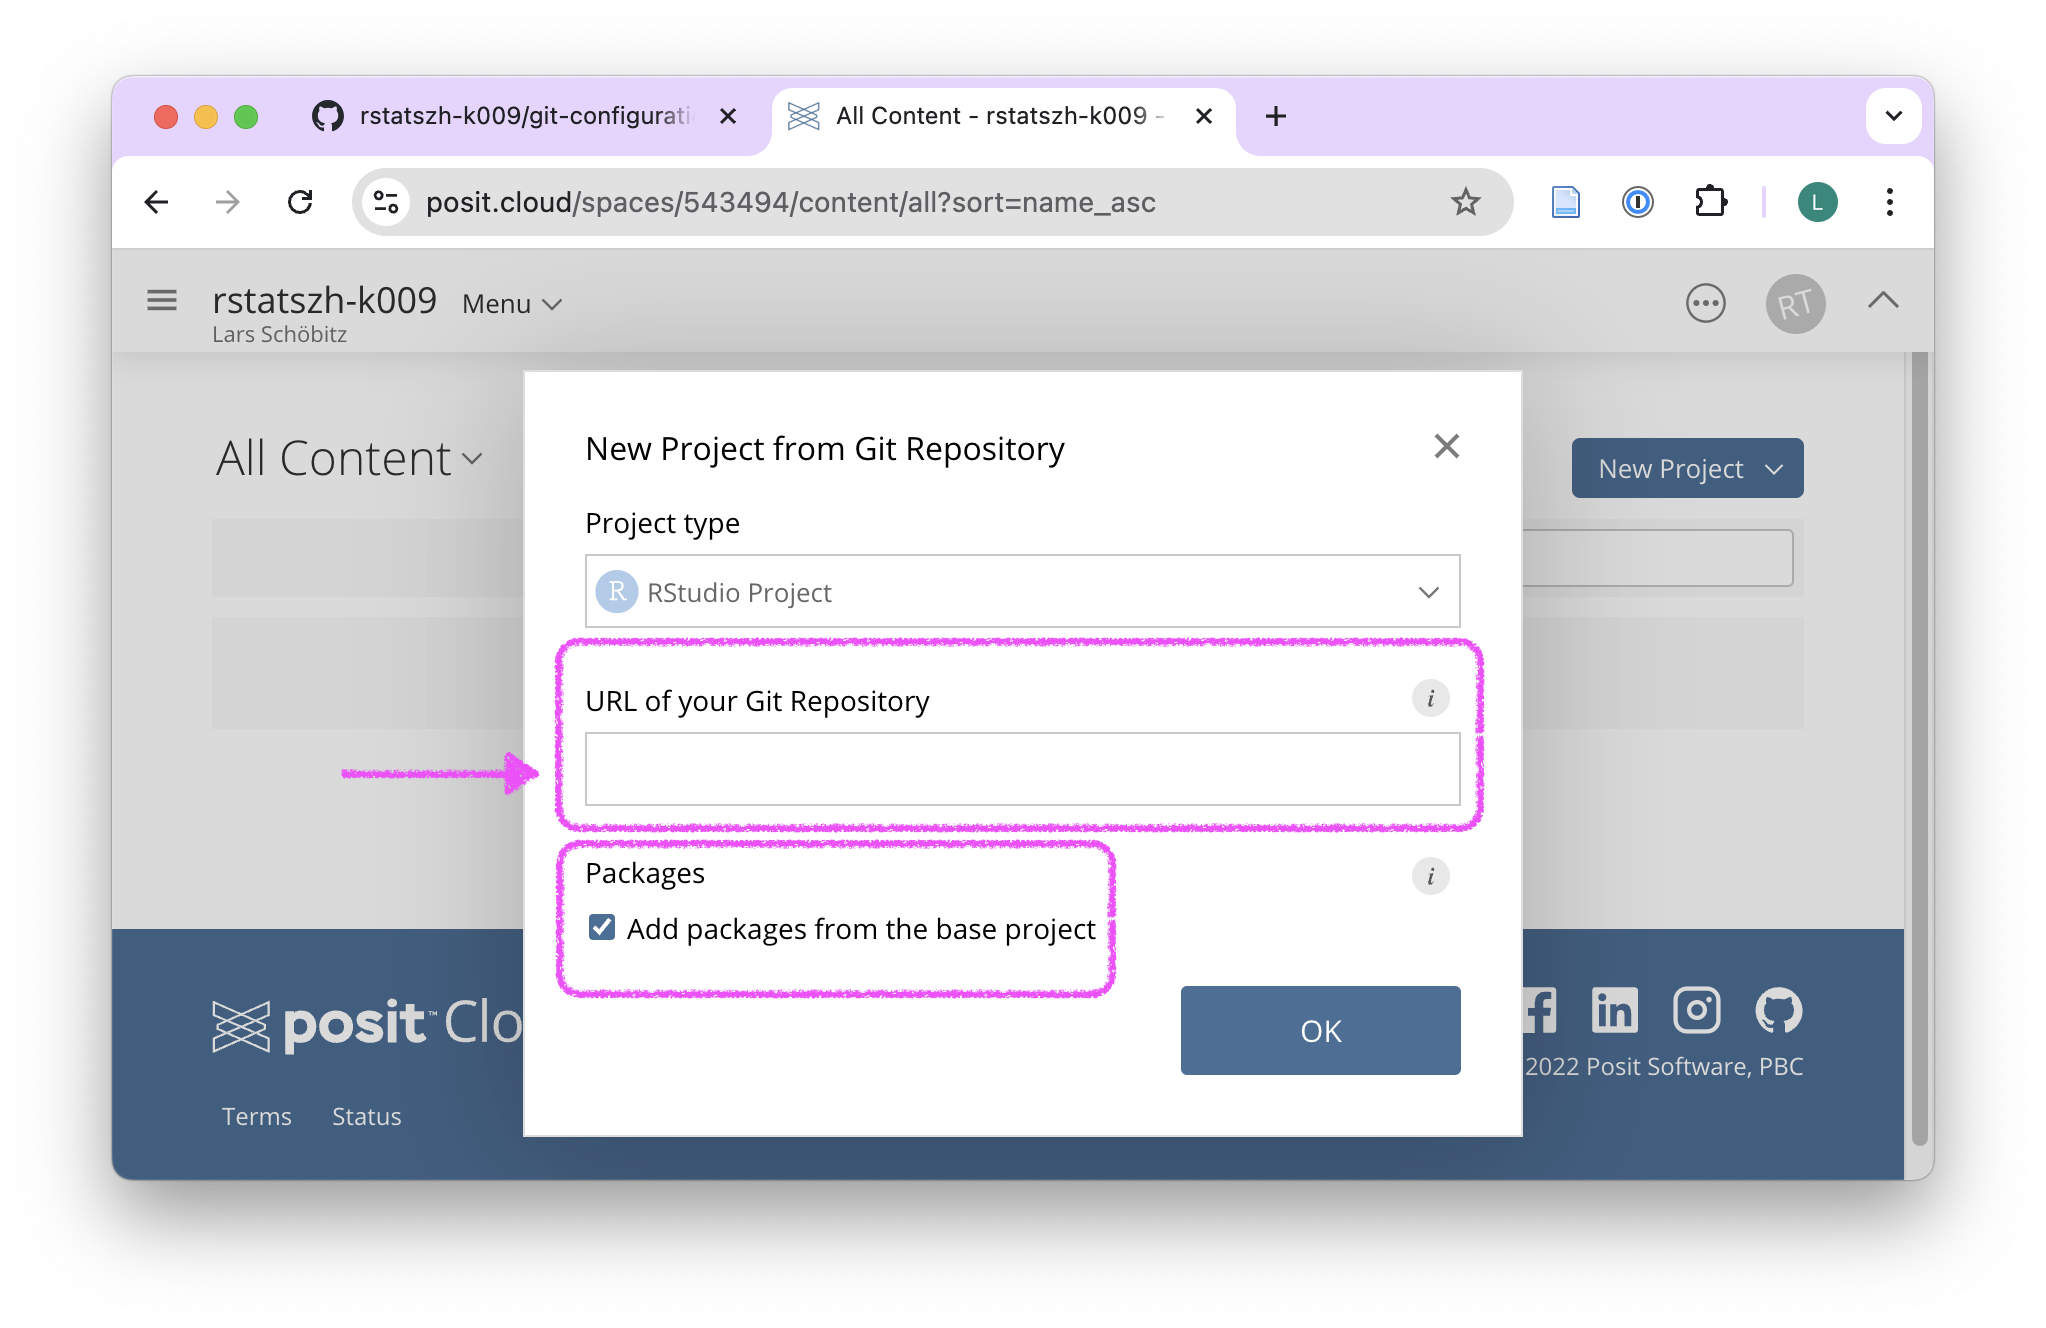 rstatszh-k009/git-configurati
All Content - rstatszh-k009 -
posit.cloud/spaces/543494/content/all?sort=name_asc
L
rstatszh-k009
Menu
Lars Schöbitz
RT
All Content
New Project
New Project from Git Repository
Project type
R
RStudio Project
URL of your Git Repository
i
Packages
i
Add packages from the base project
OK
posit™ Clo
2022 Posit Software, PBC
Terms
Status